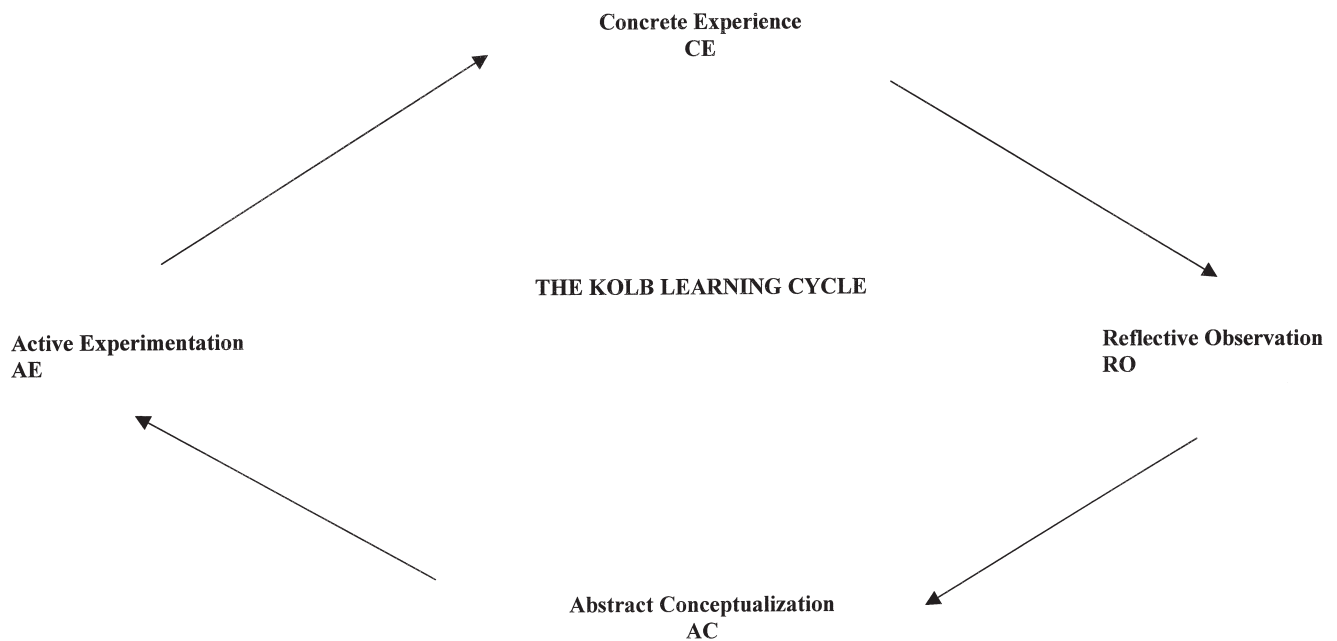 Concrete Experience
CE
THE KOLB LEARNING CYCLE
Active Experimentation
AE
Reflective Observation
RO
Abstract Conceptualization
AC